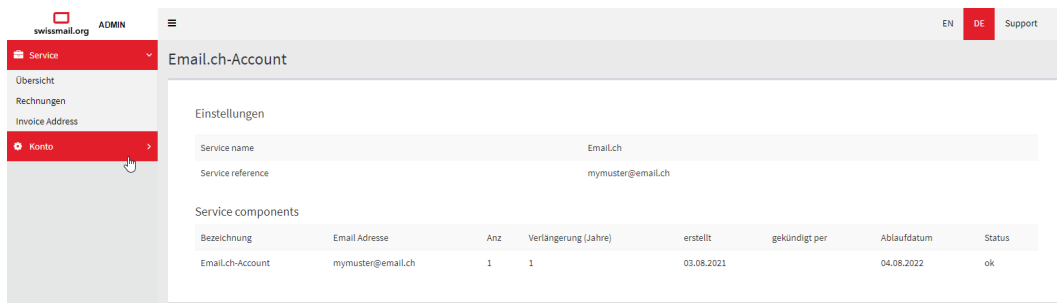 swissmail.org ADMIN
EN DE Support
Service
Übersicht
Rechnungen
Invoice Address
Konto
Email.ch-Account
Einstellungen
Service name Email.ch
Service reference mymuster@email.ch
Service components
Bezeichnung Email Adresse Anz Verlängerung (Jahre) erstellt gekündigt per Ablaufdatum Status
Email.ch-Account mymuster@email.ch 1 1 03.08.2021 04.08.2022 ok